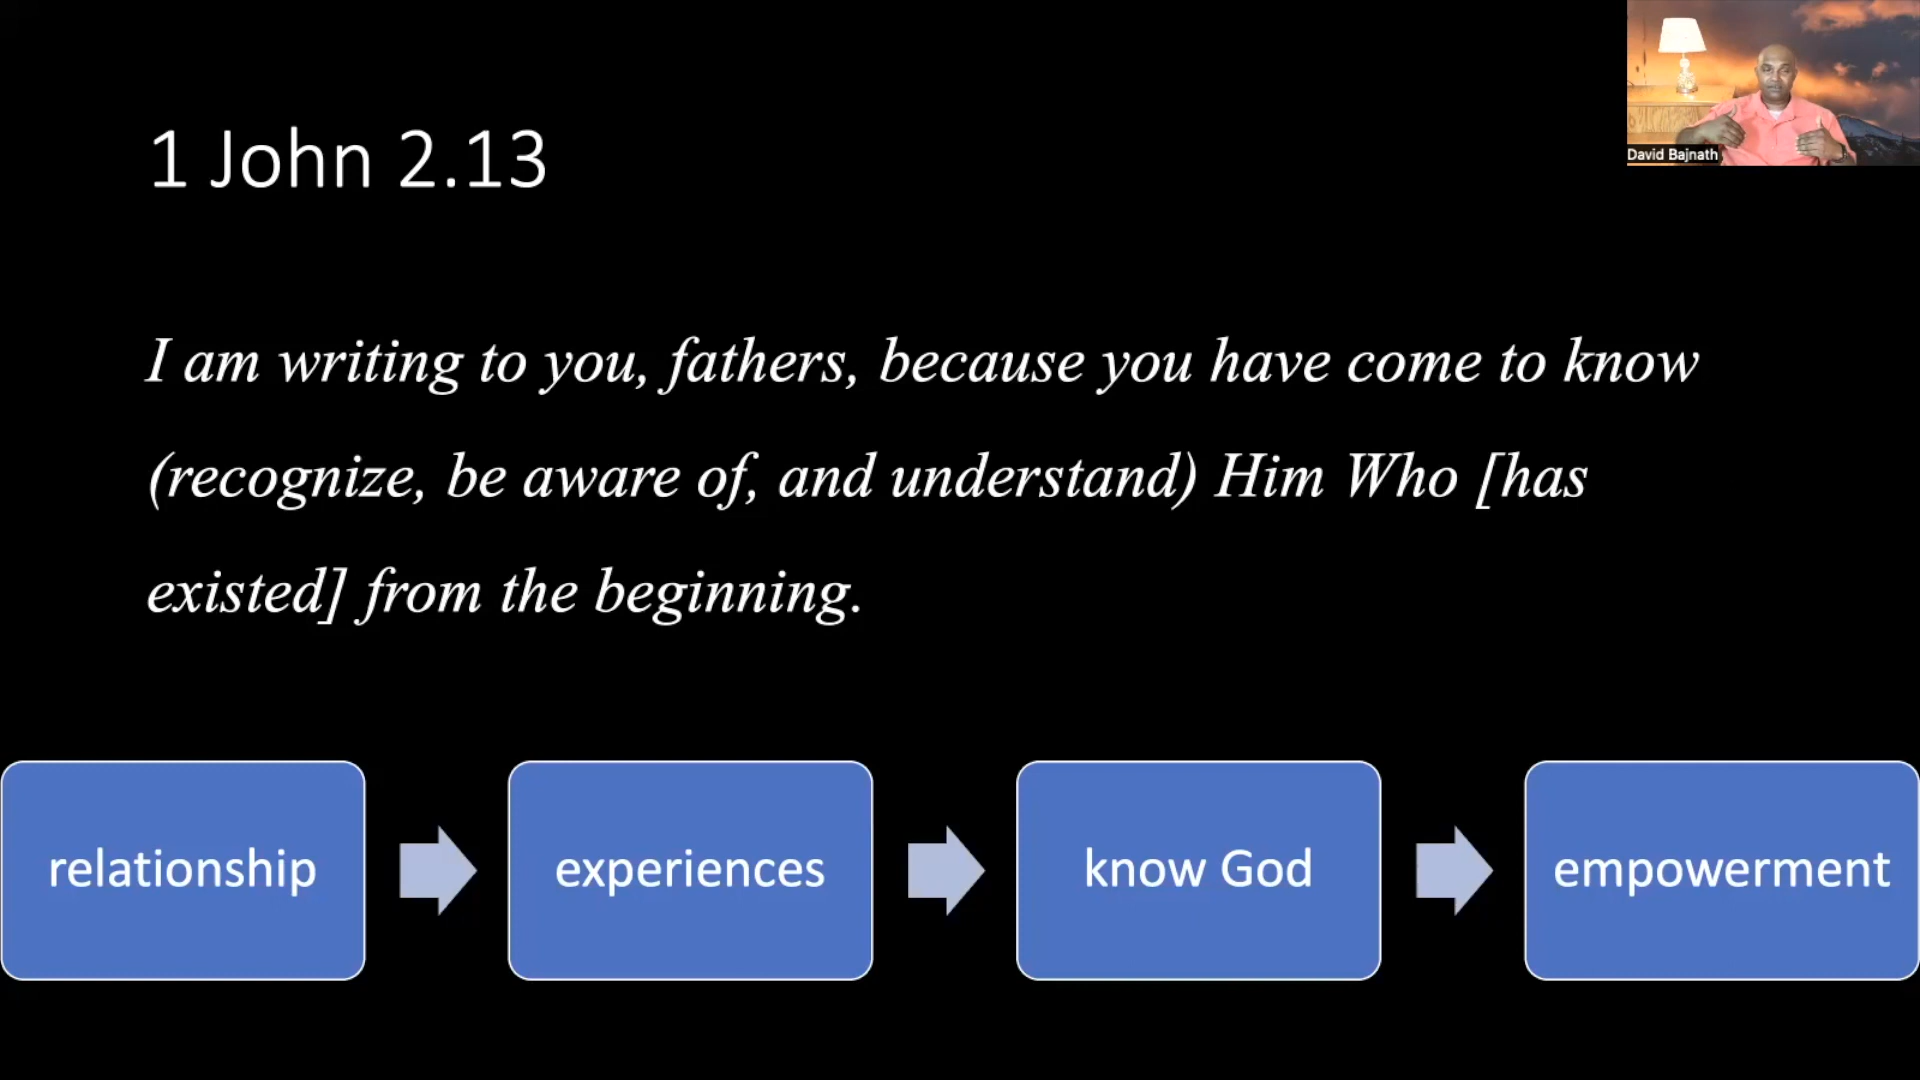 David Bajnath
1 John 2.13
I am writing to you, fathers, because you have come to know
(recognize, be aware of, and understand) Him Who [has
existed] from the beginning.
relationship
experiences
know God
empowerment